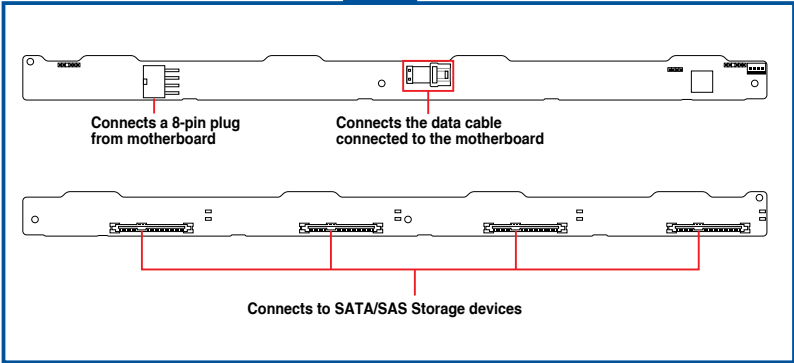 Connects a 8-pin plug
from motherboard
Connects the data cable
connected to the motherboard
Connects to SATA/SAS Storage devices